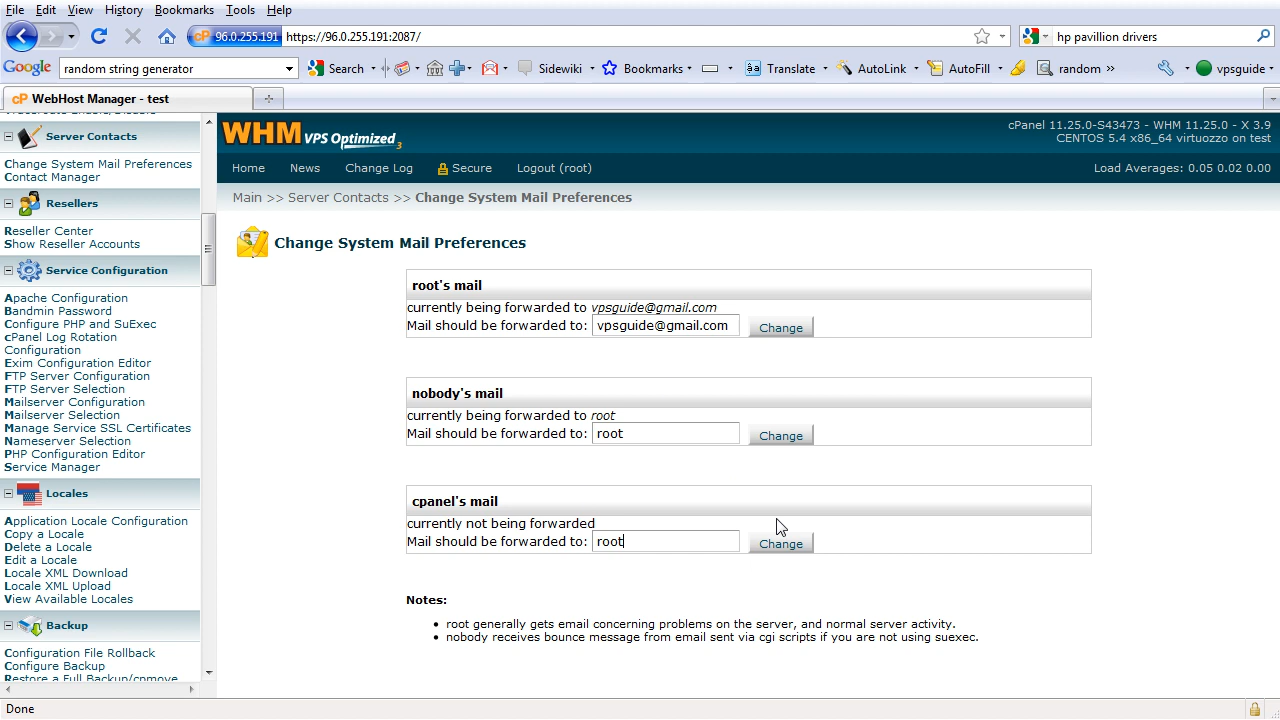 File Edit View History Bookmarks Tools Help
cP 96.0.255.191 https://96.0.255.191:2087/ hp pavillion drivers
Google random string generator Search Sidewiki Bookmarks Translate AutoLink AutoFill random » vpsguide
cP WebHost Manager - test
Server Contacts
Change System Mail Preferences
Contact Manager
Resellers
Reseller Center
Show Reseller Accounts
Service Configuration
Apache Configuration
Bandmin Password
Configure PHP and SuExec
cPanel Log Rotation
Configuration
Exim Configuration Editor
FTP Server Configuration
FTP Server Selection
Mailserver Configuration
Mailserver Selection
Manage Service SSL Certificates
Nameserver Selection
PHP Configuration Editor
Service Manager
Locales
Application Locale Configuration
Copy a Locale
Delete a Locale
Edit a Locale
Locale XML Download
Locale XML Upload
View Available Locales
Backup
Configuration File Rollback
Configure Backup
Restore a Full Backup/cpmove
WHM VPS Optimized 3
cPanel 11.25.0-S43473 - WHM 11.25.0 - X 3.9
CENTOS 5.4 x86_64 virtuozzo on test
Home News Change Log Secure Logout (root) Load Averages: 0.05 0.02 0.00
Main >> Server Contacts >> Change System Mail Preferences
Change System Mail Preferences
root's mail
currently being forwarded to vpsguide@gmail.com
Mail should be forwarded to: vpsguide@gmail.com Change
nobody's mail
currently being forwarded to root
Mail should be forwarded to: root Change
cpanel's mail
currently not being forwarded
Mail should be forwarded to: root Change
Notes:
• root generally gets email concerning problems on the server, and normal server activity.
• nobody receives bounce message from email sent via cgi scripts if you are not using suexec.
Done